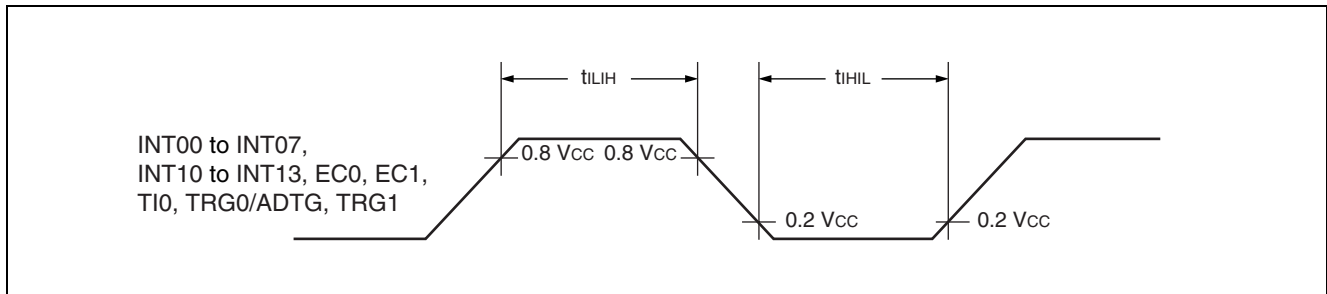 tILIH
tIHIL
INT00 to INT07,
INT10 to INT13, EC0, EC1,
TI0, TRG0/ADTG, TRG1
0.8 VCC 0.8 VCC
0.2 VCC
0.2 VCC